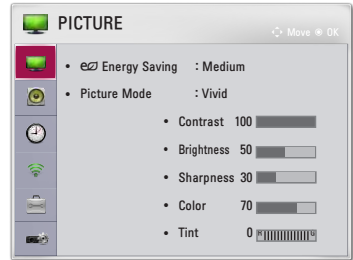 PICTURE
Move OK
• Energy Saving : Medium
• Picture Mode : Vivid
• Contrast 100
• Brightness 50
• Sharpness 30
• Color 70
• Tint 0 R G